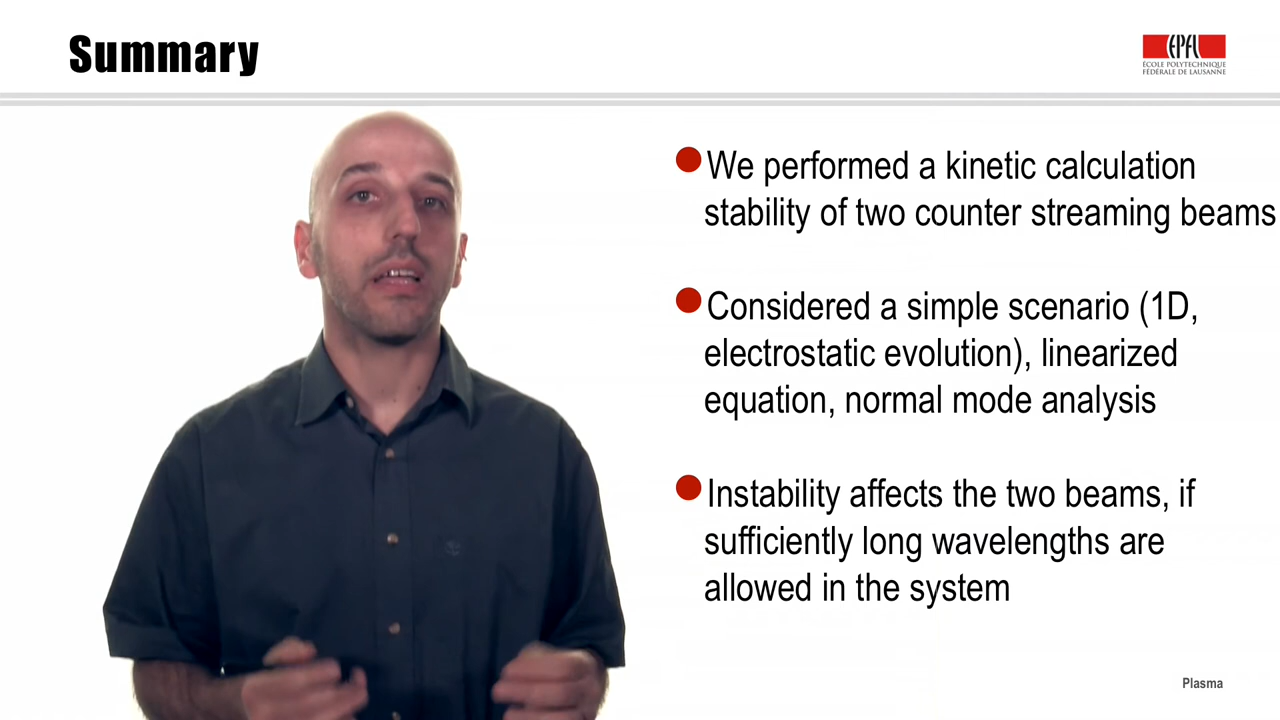 Summary
EPFL
ÉCOLE POLYTECHNIQUE
FÉDÉRALE DE LAUSANNE
We performed a kinetic calculation
stability of two counter streaming beams
Considered a simple scenario (1D,
electrostatic evolution), linearized
equation, normal mode analysis
Instability affects the two beams, if
sufficiently long wavelengths are
allowed in the system
Plasma